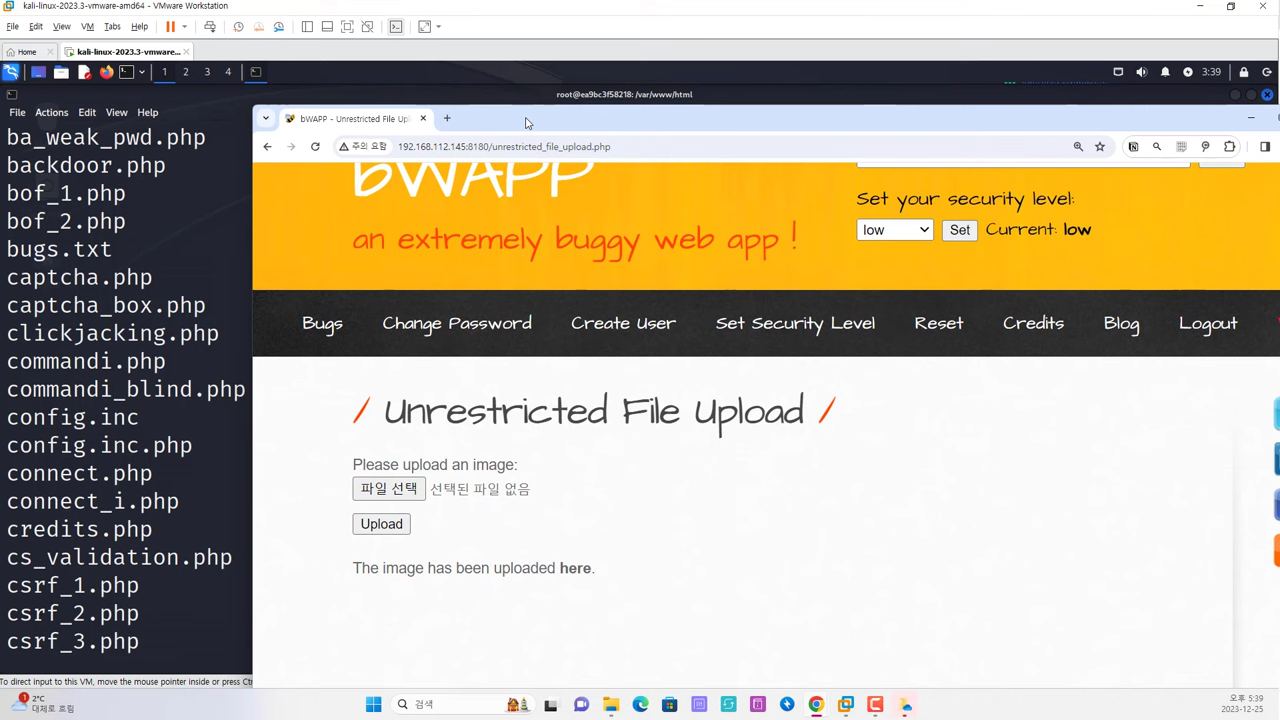 kali-linux-2023.3-vmware-amd64 - VMware Workstation
File Edit View VM Tabs Help
Home
kali-linux-2023.3-vmware...
1 2 3 4
3:39
root@ea9bc3f58218: /var/www/html
File Actions Edit View Help
ba_weak_pwd.php
backdoor.php
bof_1.php
bof_2.php
bugs.txt
captcha.php
captcha_box.php
clickjacking.php
commandi.php
commandi_blind.php
config.inc
config.inc.php
connect.php
connect_i.php
credits.php
cs_validation.php
csrf_1.php
csrf_2.php
csrf_3.php
bWAPP - Unrestricted File Upl
주의 요함
192.168.112.145:8180/unrestricted_file_upload.php
bWAPP
an extremely buggy web app !
Set your security level:
low
Set
Current: low
Bugs Change Password Create User Set Security Level Reset Credits Blog Logout
/ Unrestricted File Upload /
Please upload an image:
파일 선택 선택된 파일 없음
Upload
The image has been uploaded here.
To direct input to this VM, move the mouse pointer inside or press Ctr
1
2°C
대체로 흐림
검색
오후 5:39
2023-12-25